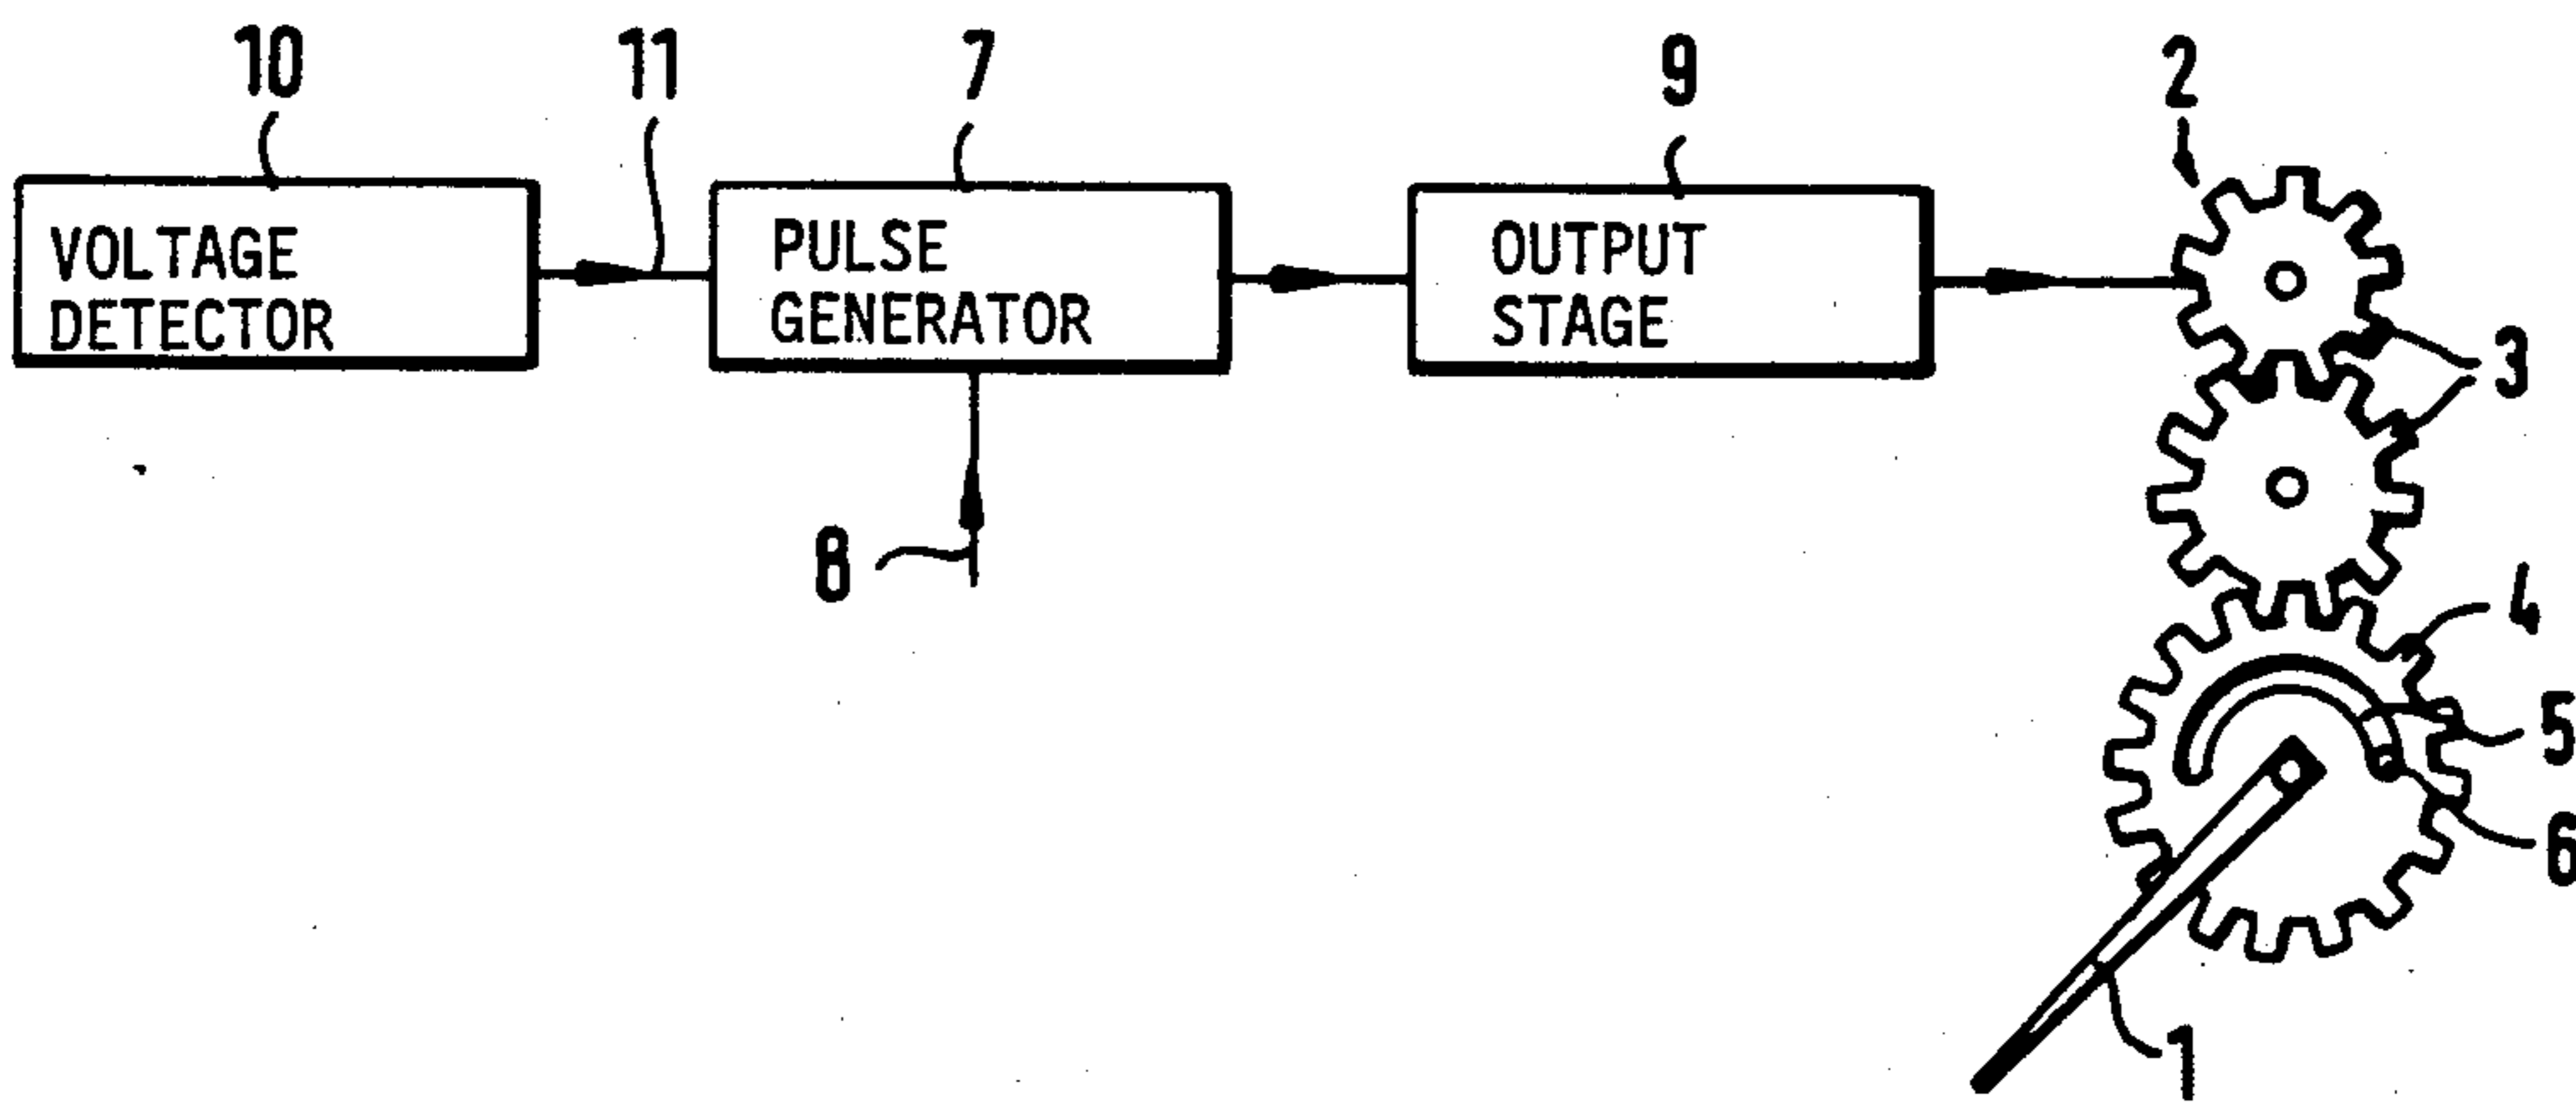 10
11
7
9
2
VOLTAGE
DETECTOR
PULSE
GENERATOR
OUTPUT
STAGE
3
8
4
5
6
1